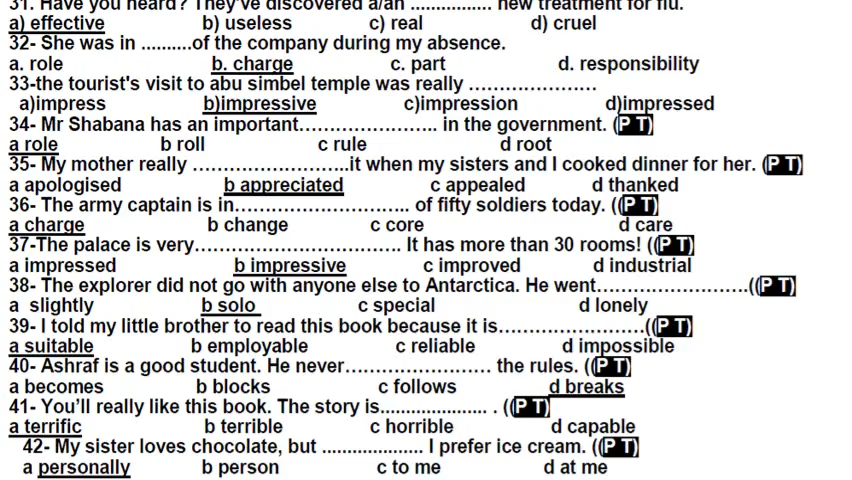 31. Have you heard? They've discovered a/an ................ new treatment for flu.
a) effective b) useless c) real d) cruel
32- She was in ..........of the company during my absence.
a. role b. charge c. part d. responsibility
33-the tourist's visit to abu simbel temple was really …………………
a)impress b)impressive c)impression d)impressed
34- Mr Shabana has an important………………….. in the government. (P T)
a role b roll c rule d root
35- My mother really ……………………..it when my sisters and I cooked dinner for her. (P T)
a apologised b appreciated c appealed d thanked
36- The army captain is in……………………….. of fifty soldiers today. ((P T)
a charge b change c core d care
37-The palace is very……………………………. It has more than 30 rooms! ((P T)
a impressed b impressive c improved d industrial
38- The explorer did not go with anyone else to Antarctica. He went…………………….((P T)
a slightly b solo c special d lonely
39- I told my little brother to read this book because it is……………………((P T)
a suitable b employable c reliable d impossible
40- Ashraf is a good student. He never…………………… the rules. ((P T)
a becomes b blocks c follows d breaks
41- You’ll really like this book. The story is..................... . ((P T)
a terrific b terrible c horrible d capable
42- My sister loves chocolate, but .................... I prefer ice cream. ((P T)
a personally b person c to me d at me